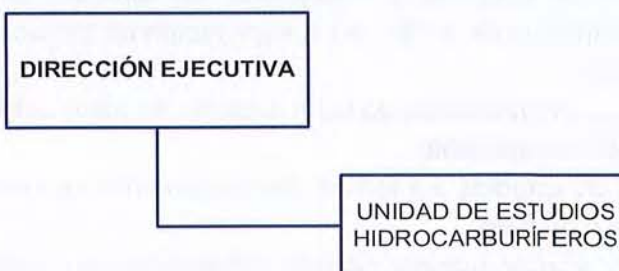 DIRECCIÓN EJECUTIVA
UNIDAD DE ESTUDIOS
HIDROCARBURÍFEROS